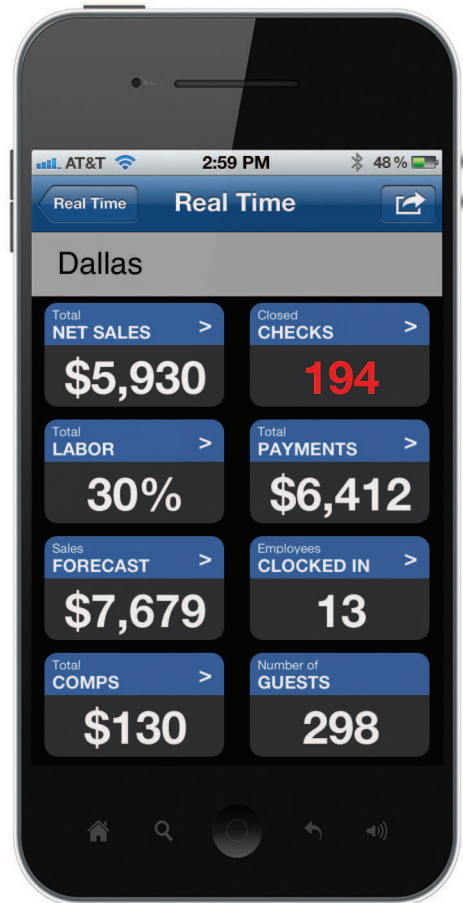 AT&T 2:59 PM 48 %
Real Time Real Time
Dallas
Total Closed
NET SALES > CHECKS >
$5,930 194
Total Total
LABOR > PAYMENTS >
30% $6,412
Sales Employees
FORECAST > CLOCKED IN >
$7,679 13
Total Number of
COMPS > GUESTS
$130 298